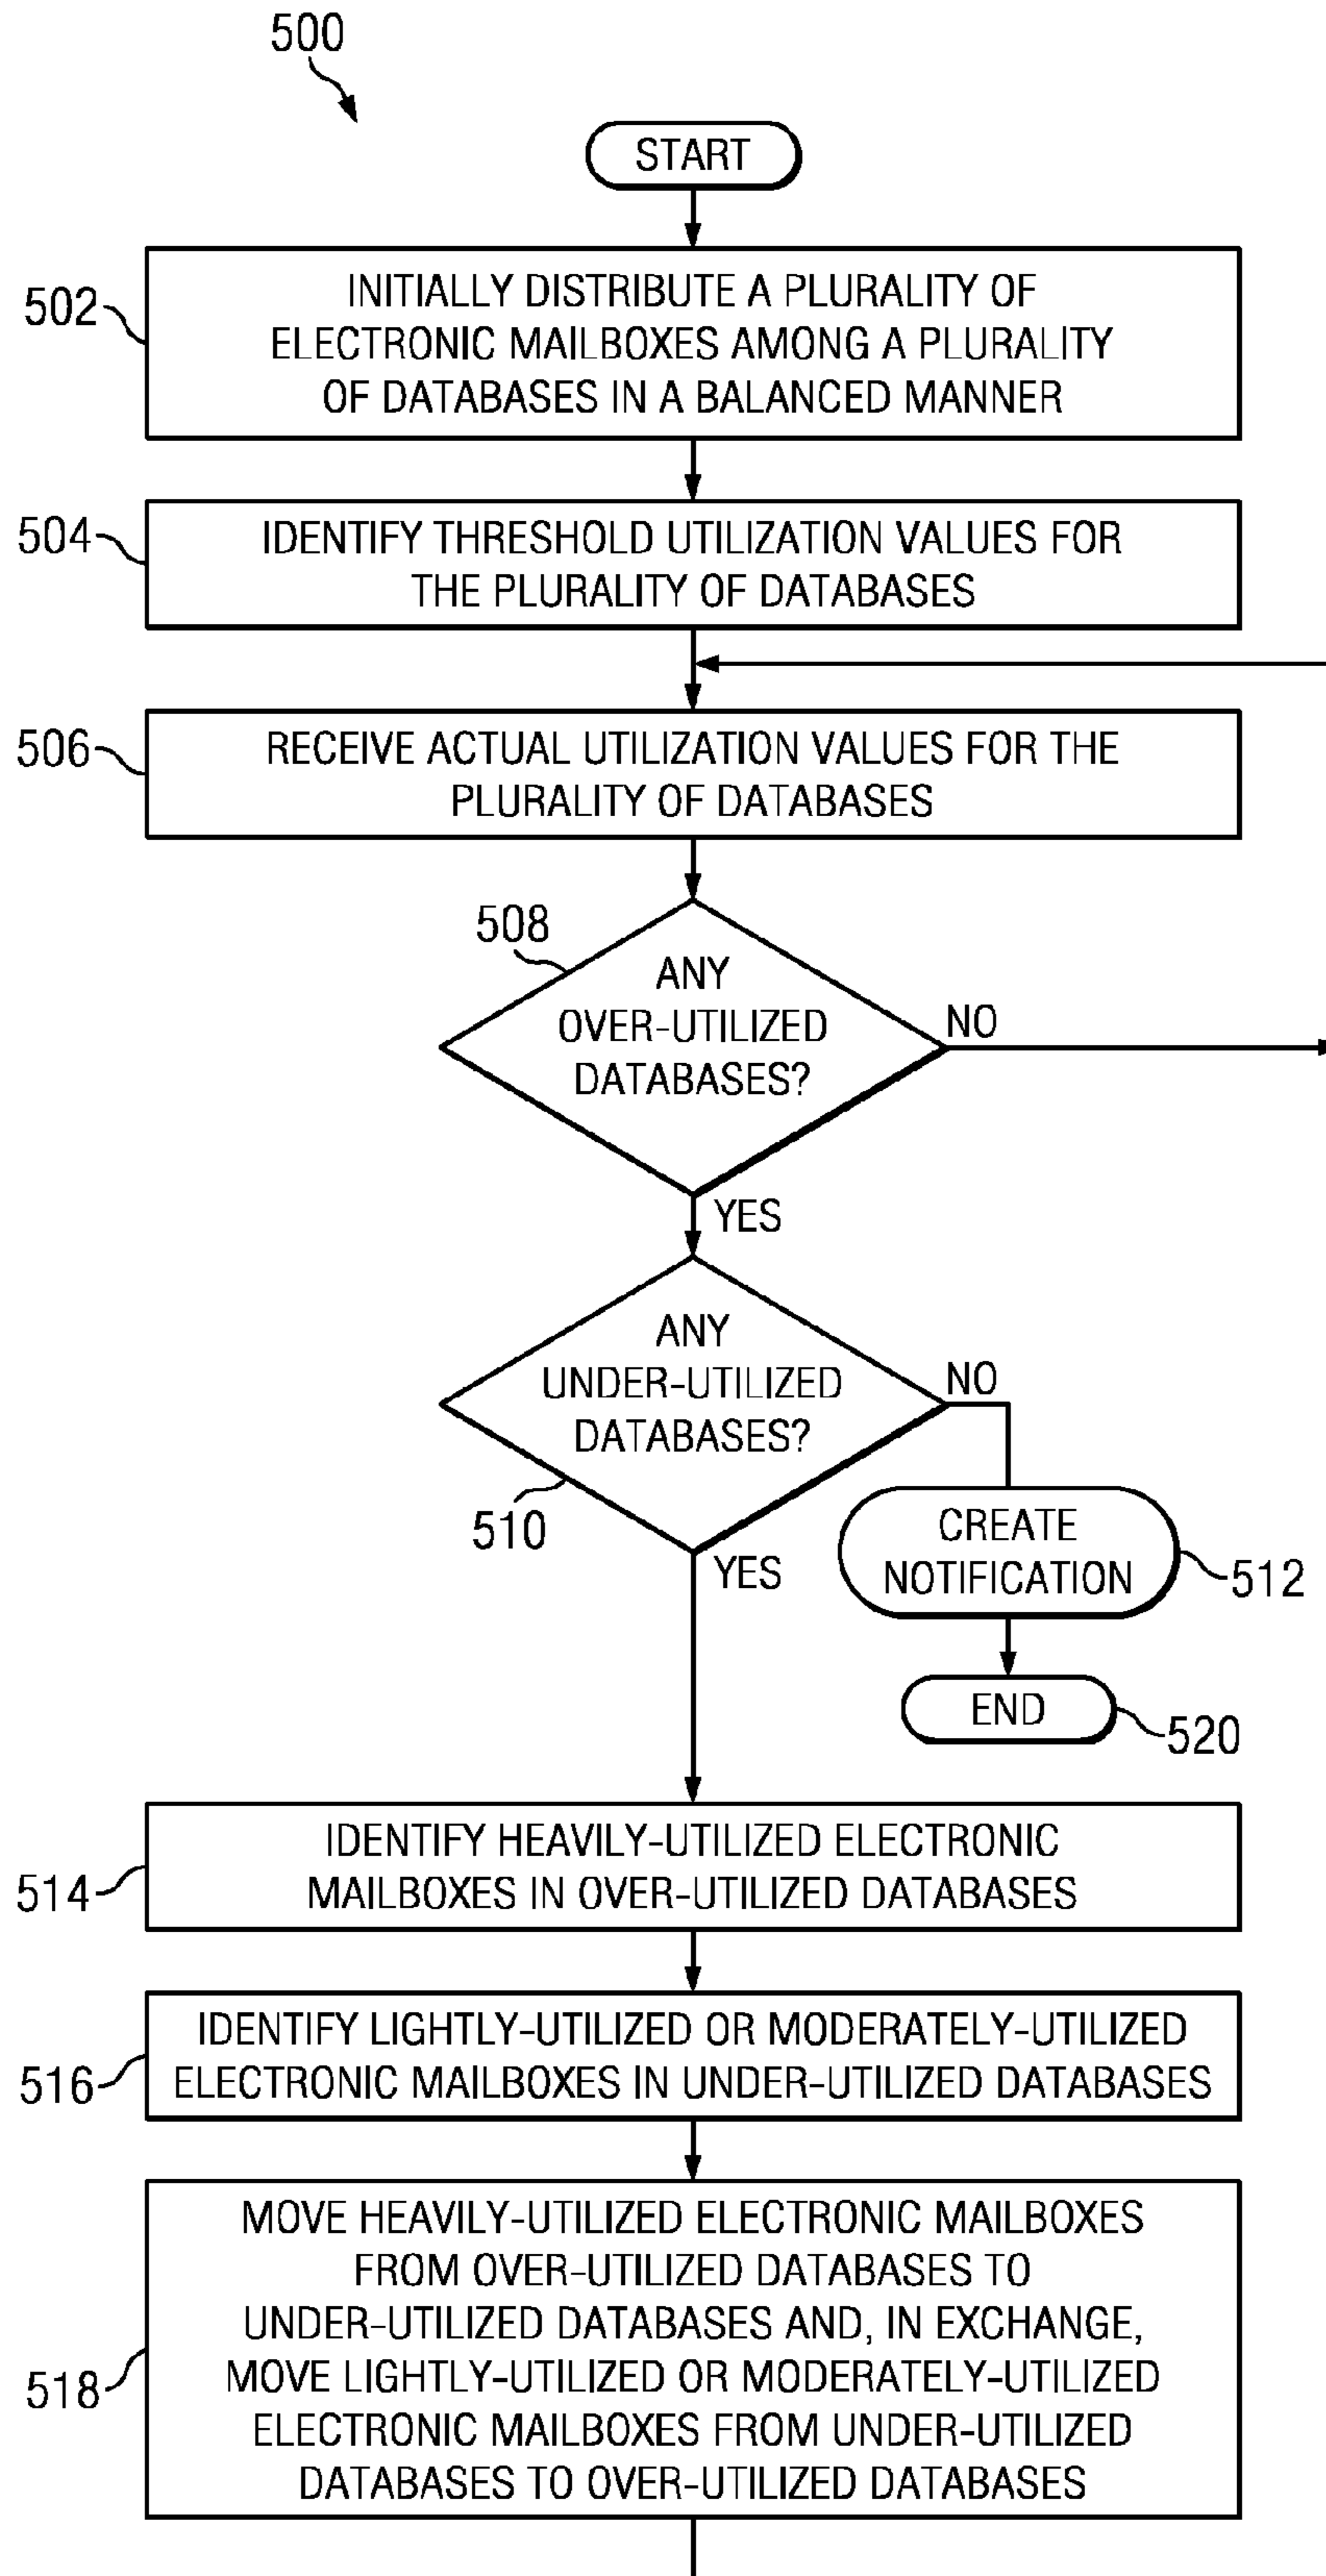 500
START
502
INITIALLY DISTRIBUTE A PLURALITY OF
ELECTRONIC MAILBOXES AMONG A PLURALITY
OF DATABASES IN A BALANCED MANNER
504
IDENTIFY THRESHOLD UTILIZATION VALUES FOR
THE PLURALITY OF DATABASES
506
RECEIVE ACTUAL UTILIZATION VALUES FOR THE
PLURALITY OF DATABASES
508
ANY
OVER-UTILIZED
DATABASES?
NO
YES
ANY
UNDER-UTILIZED
DATABASES?
NO
510
YES
CREATE
NOTIFICATION
512
END
520
514
IDENTIFY HEAVILY-UTILIZED ELECTRONIC
MAILBOXES IN OVER-UTILIZED DATABASES
516
IDENTIFY LIGHTLY-UTILIZED OR MODERATELY-UTILIZED
ELECTRONIC MAILBOXES IN UNDER-UTILIZED DATABASES
518
MOVE HEAVILY-UTILIZED ELECTRONIC MAILBOXES
FROM OVER-UTILIZED DATABASES TO
UNDER-UTILIZED DATABASES AND, IN EXCHANGE,
MOVE LIGHTLY-UTILIZED OR MODERATELY-UTILIZED
ELECTRONIC MAILBOXES FROM UNDER-UTILIZED
DATABASES TO OVER-UTILIZED DATABASES